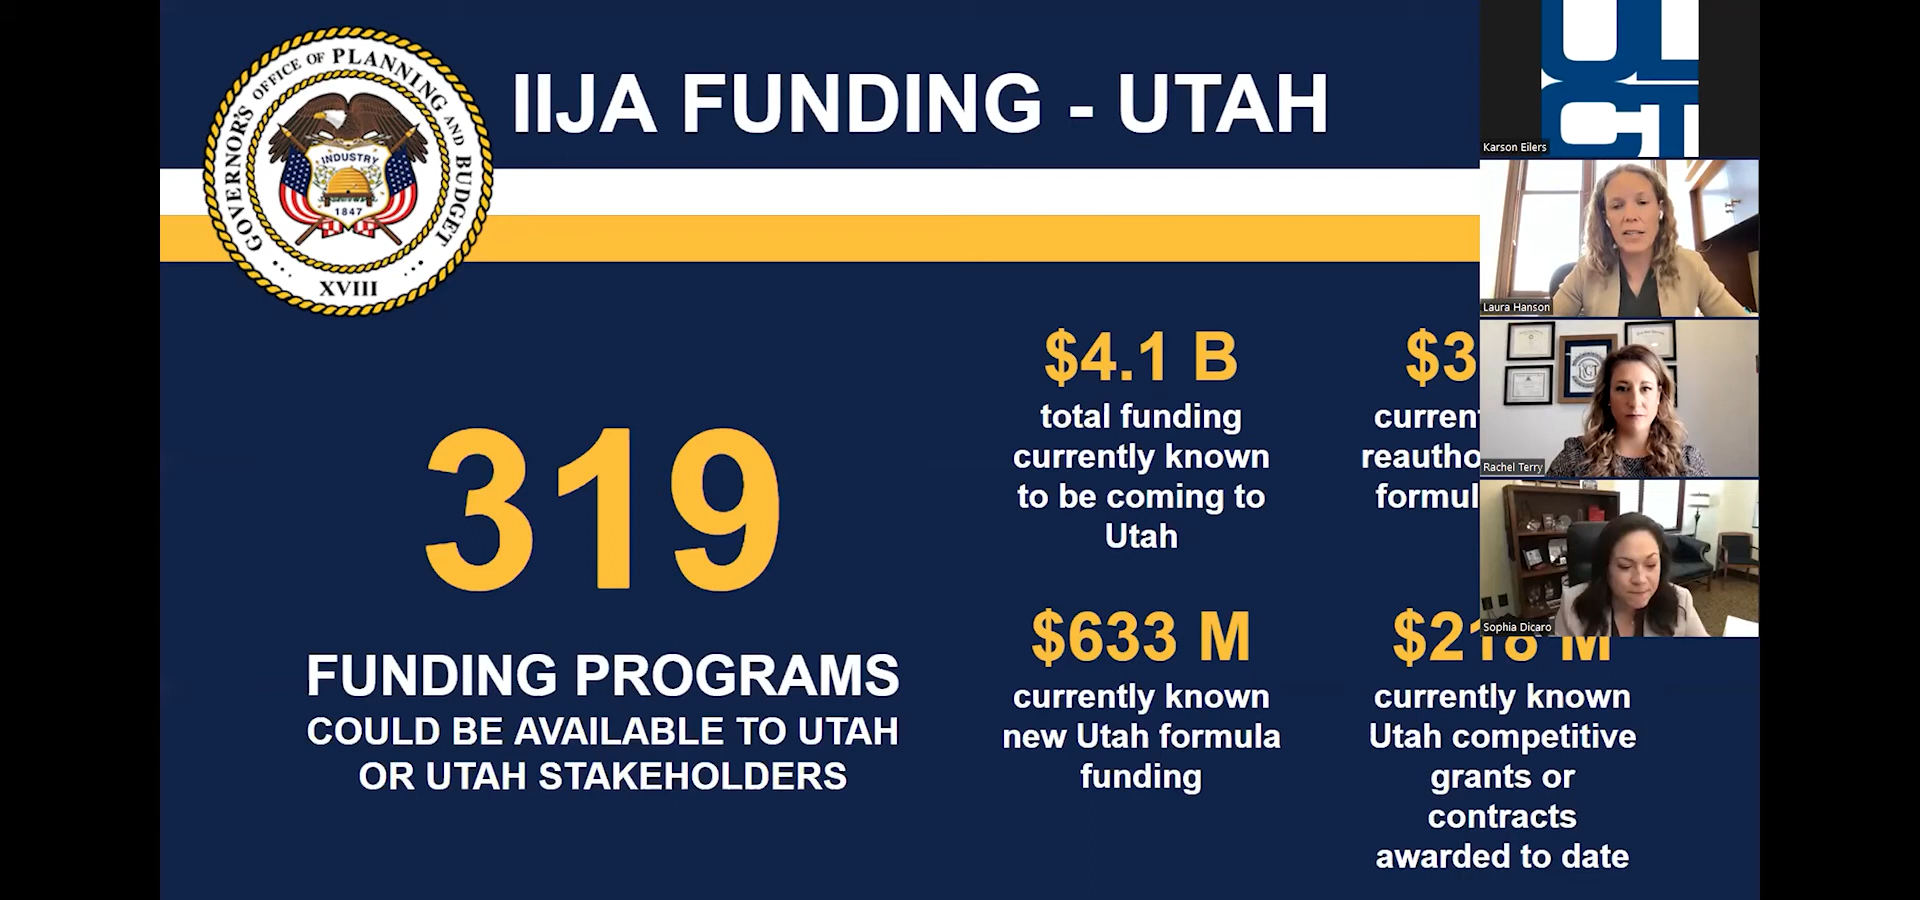 GOVERNOR'S OFFICE OF PLANNING AND BUDGET
INDUSTRY
1847
XVIII
IIJA FUNDING - UTAH
319
FUNDING PROGRAMS
COULD BE AVAILABLE TO UTAH
OR UTAH STAKEHOLDERS
$4.1 B
total funding
currently known
to be coming to
Utah
$633 M
currently known
new Utah formula
funding
$3
$218 M
currently known
Utah competitive
grants or
contracts
awarded to date
ULCT
Karson Eilers
Laura Hanson
Rachel Terry
Sophia Dicaro